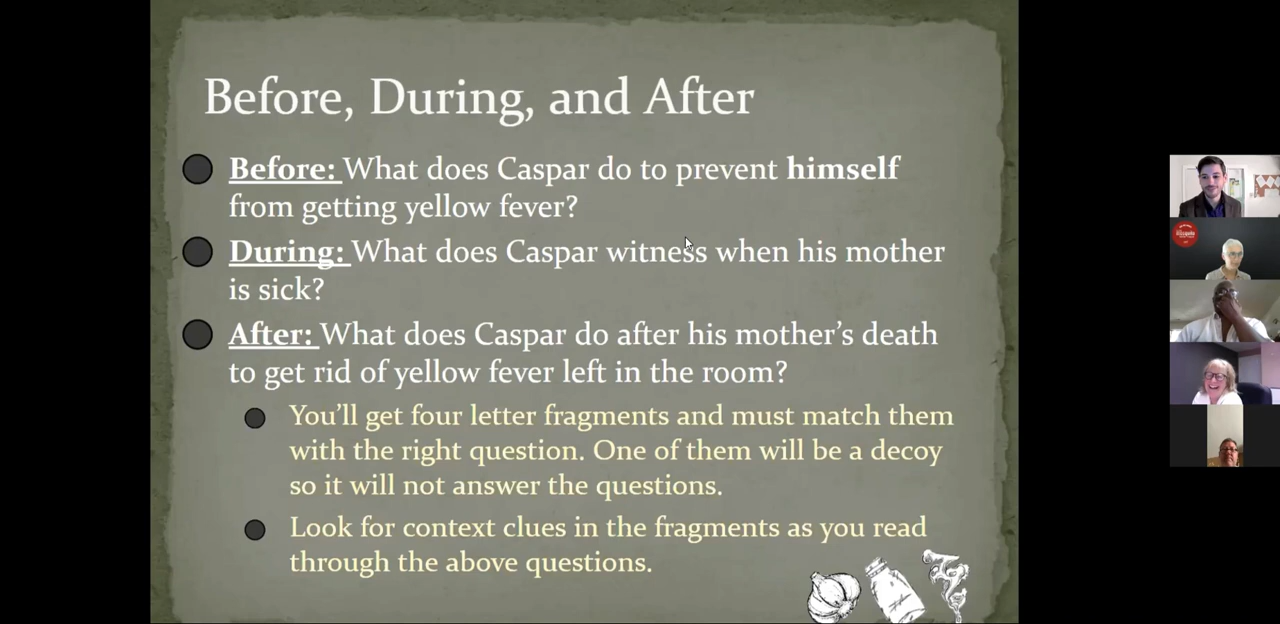 Before, During, and After
Before: What does Caspar do to prevent himself
from getting yellow fever?
During: What does Caspar witness when his mother
is sick?
After: What does Caspar do after his mother's death
to get rid of yellow fever left in the room?
You'll get four letter fragments and must match them
with the right question. One of them will be a decoy
so it will not answer the questions.
Look for context clues in the fragments as you read
through the above questions.